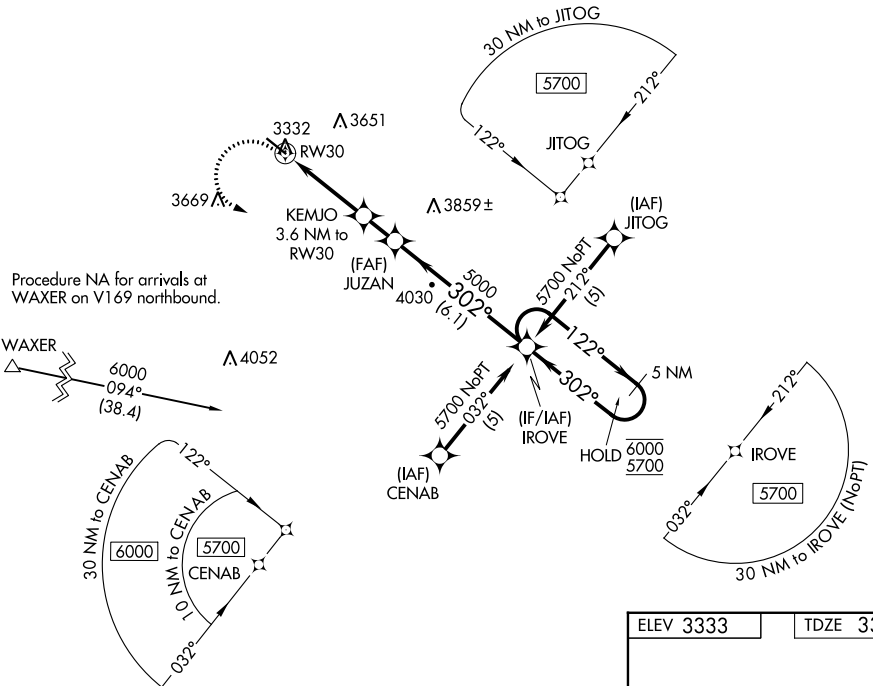 30 NM to JITOG
5700
212°
122°
JITOG
3332
3651
RW30
3669
3859±
KEMJO
3.6 NM to
RW30
(FAF)
JUZAN
(IAF)
JITOG
5700 NoPT
212°
(5)
5000
302°
(6.1)
4030
Procedure NA for arrivals at
WAXER on V169 northbound.
WAXER
6000
094°
(38.4)
4052
122°
302°
5 NM
(IF/IAF)
IROVE
HOLD
6000
5700
5700 NoPT
032°
(5)
(IAF)
CENAB
212°
IROVE
5700
032°
30 NM to IROVE (NoPT)
122°
30 NM to CENAB
10 NM to CENAB
6000
5700
CENAB
032°
ELEV 3333
TDZE